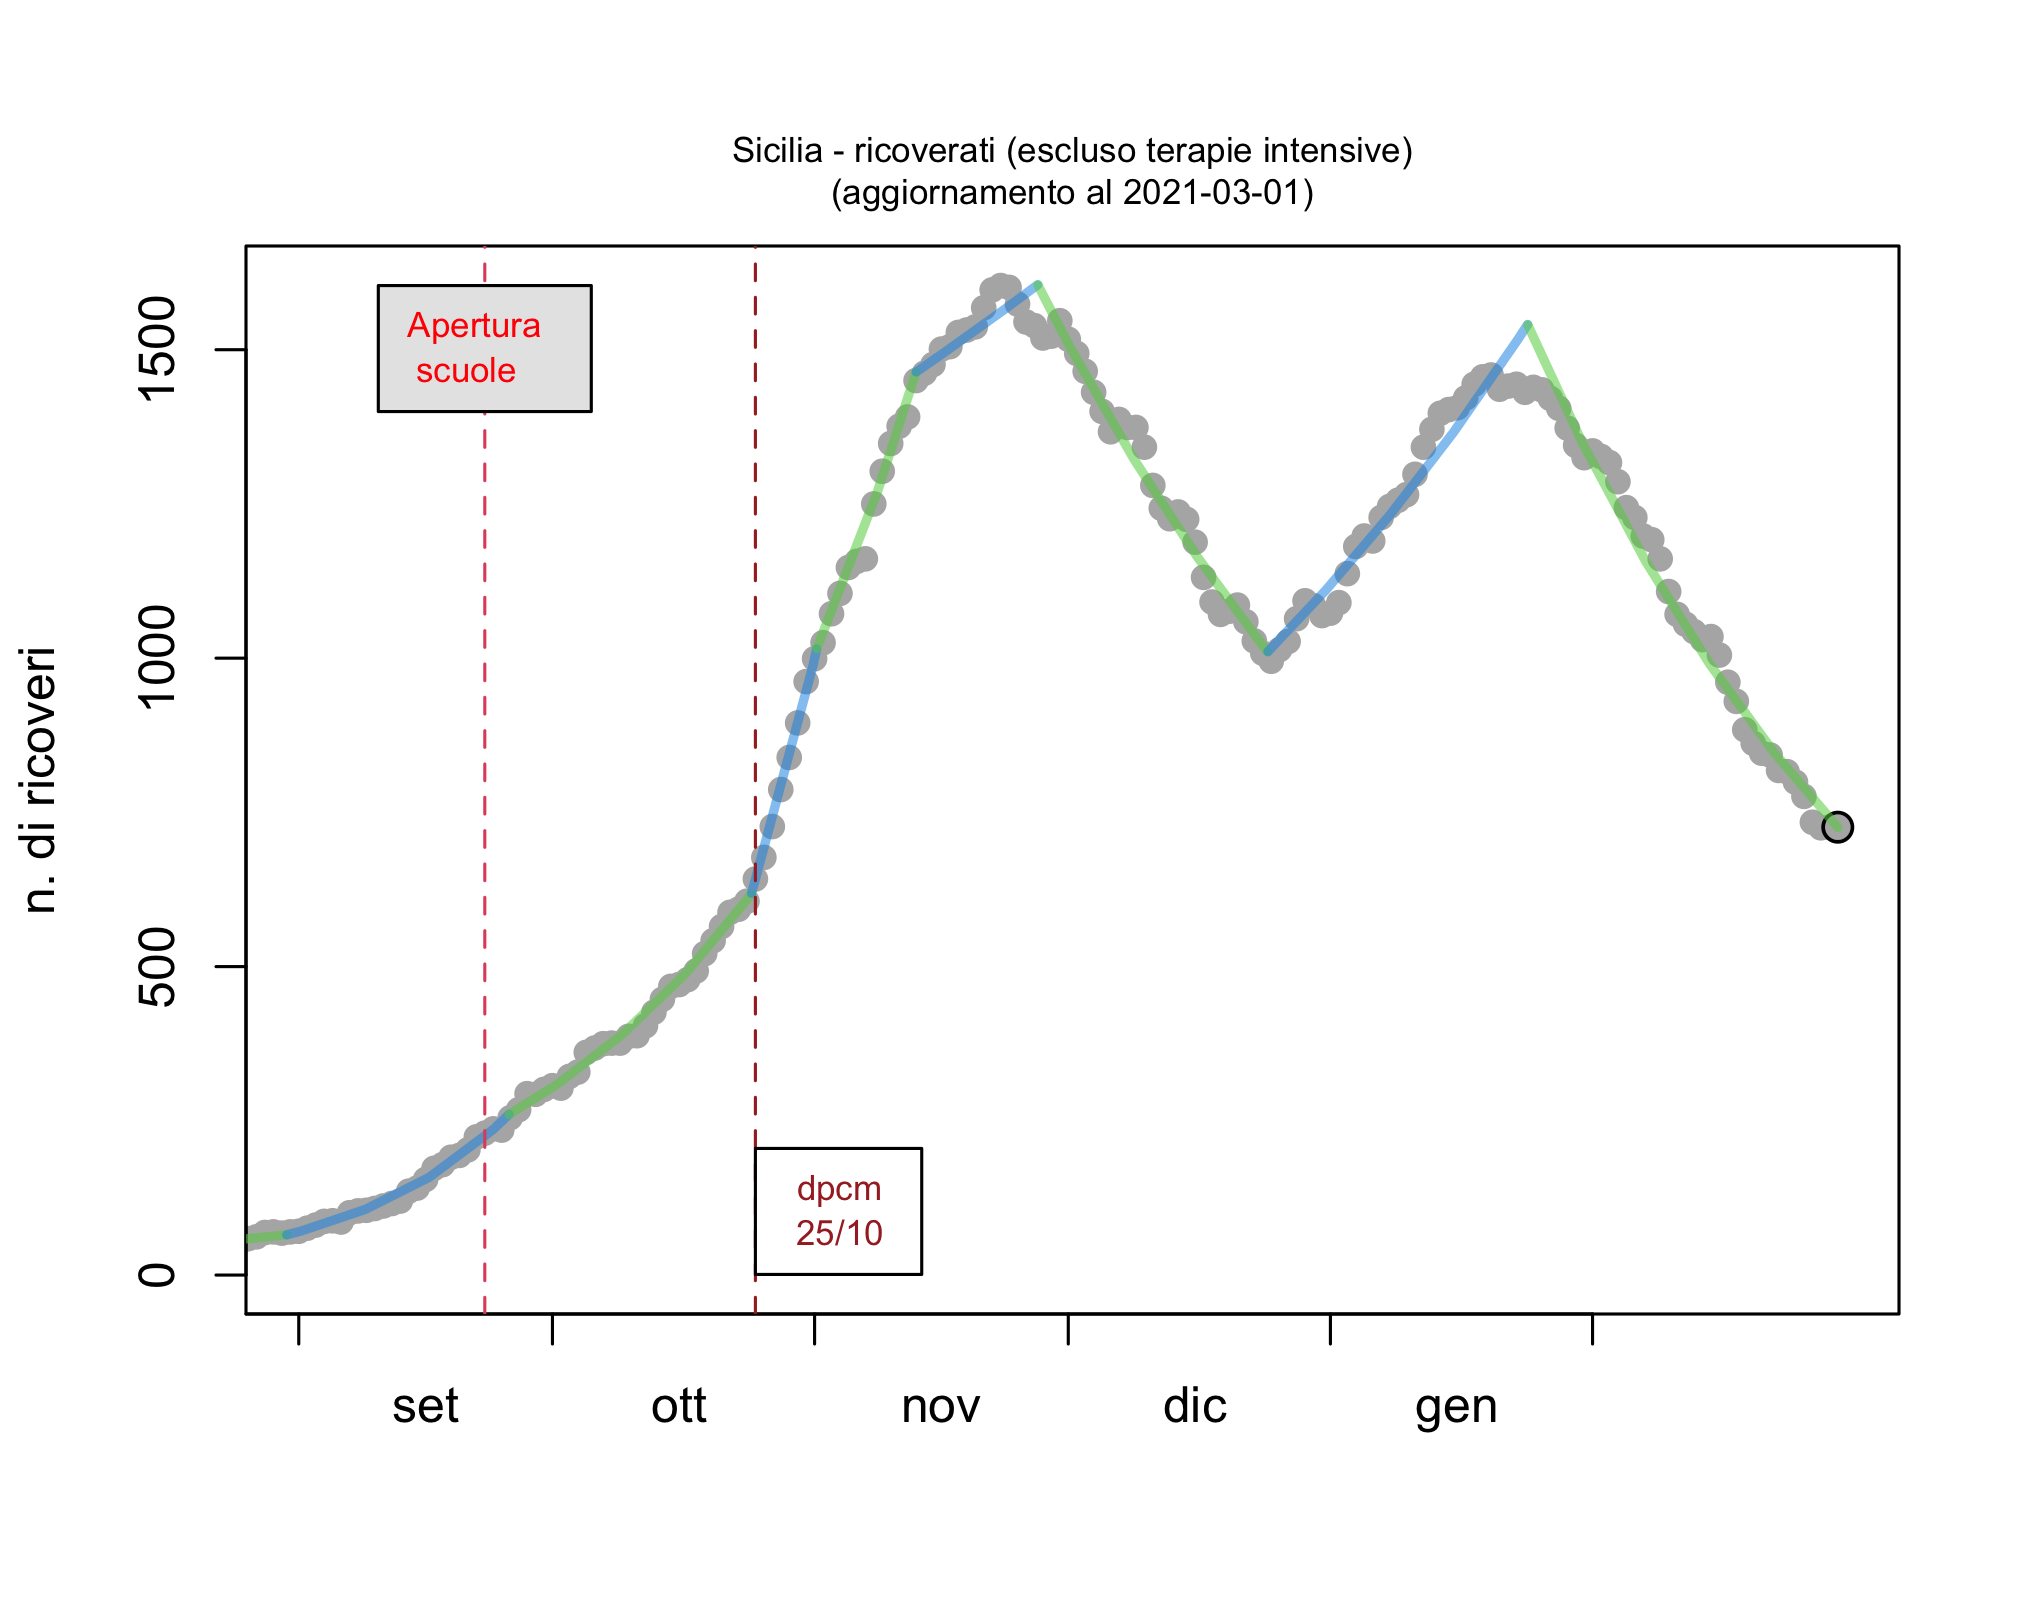 Sicilia - ricoverati (escluso terapie intensive)
(aggiornamento al 2021-03-01)
n. di ricoveri
1500
1000
500
0
Apertura
scuole
dpcm
25/10
set
ott
nov
dic
gen